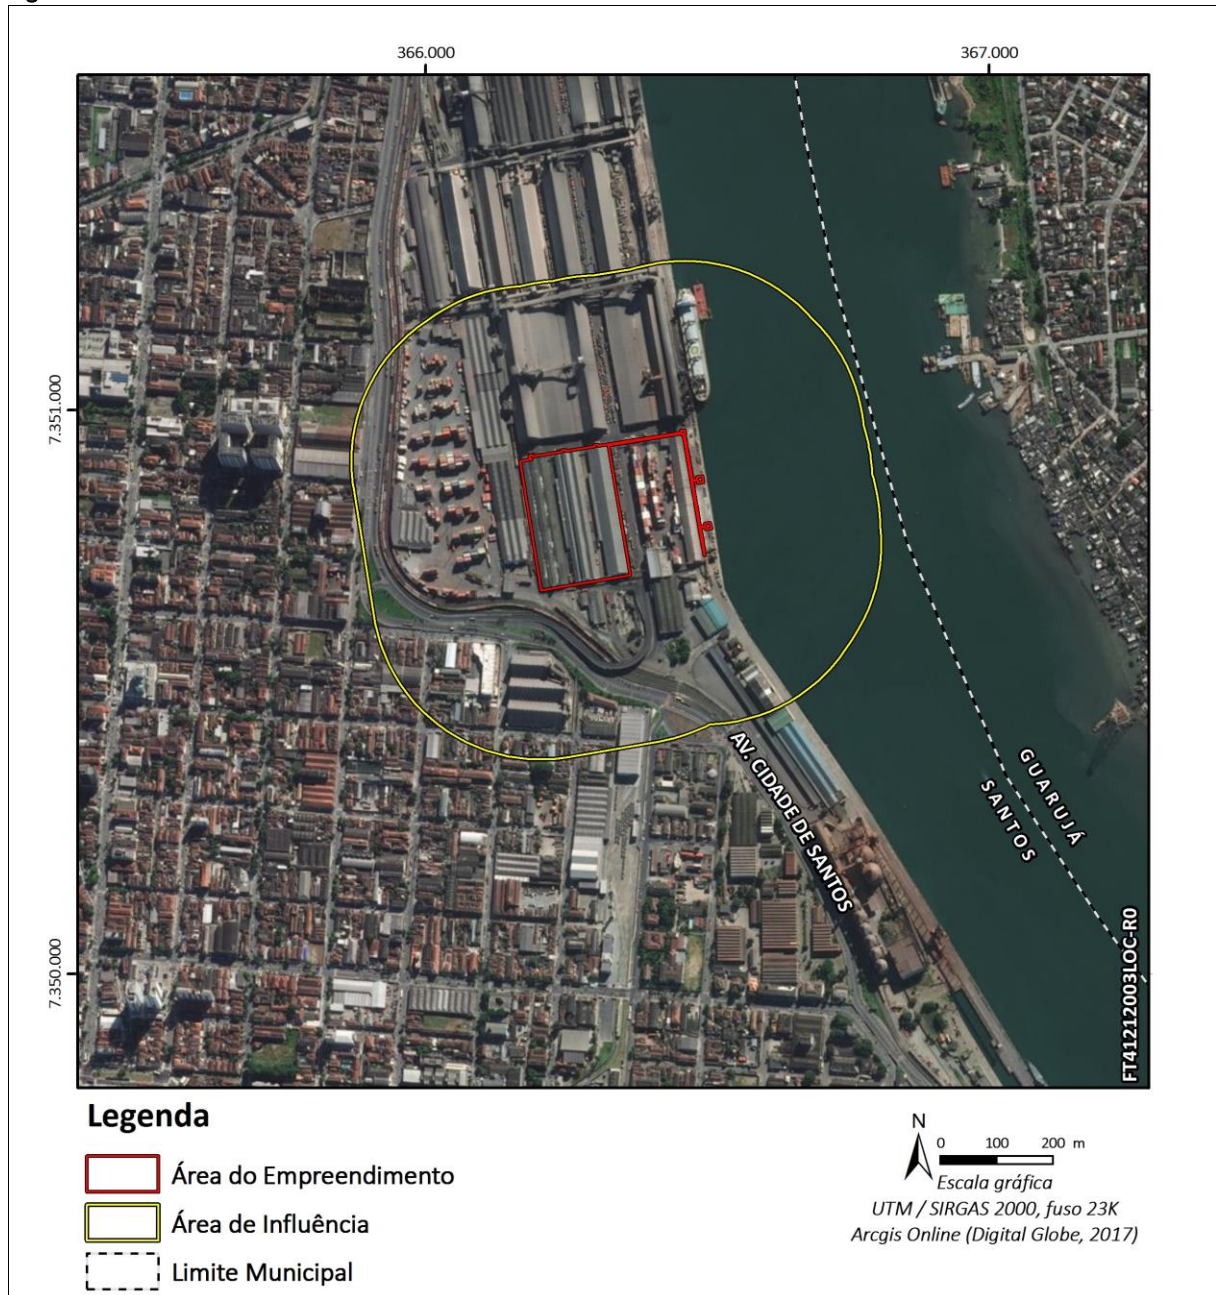 366.000
367.000
7.351.000
7.350.000
AV. CIDADE DE SANTOS
GUARUJÁ
SANTOS
FT41212003LOC-R0
Legenda
Área do Empreendimento
Área de Influência
Limite Municipal
N
0 100 200 m
Escala gráfica
UTM / SIRGAS 2000, fuso 23K
Arcgis Online (Digital Globe, 2017)